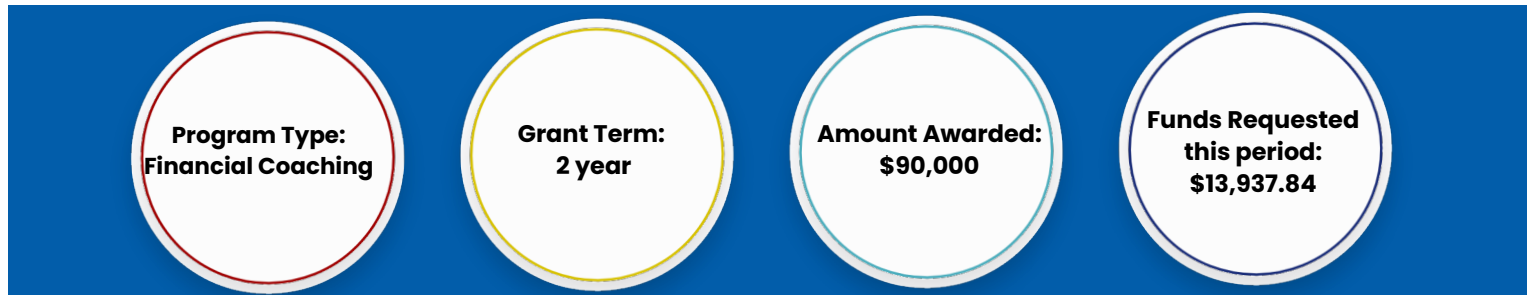 Program Type:
Financial Coaching
Grant Term:
2 year
Amount Awarded:
$90,000
Funds Requested
this period:
$13,937.84